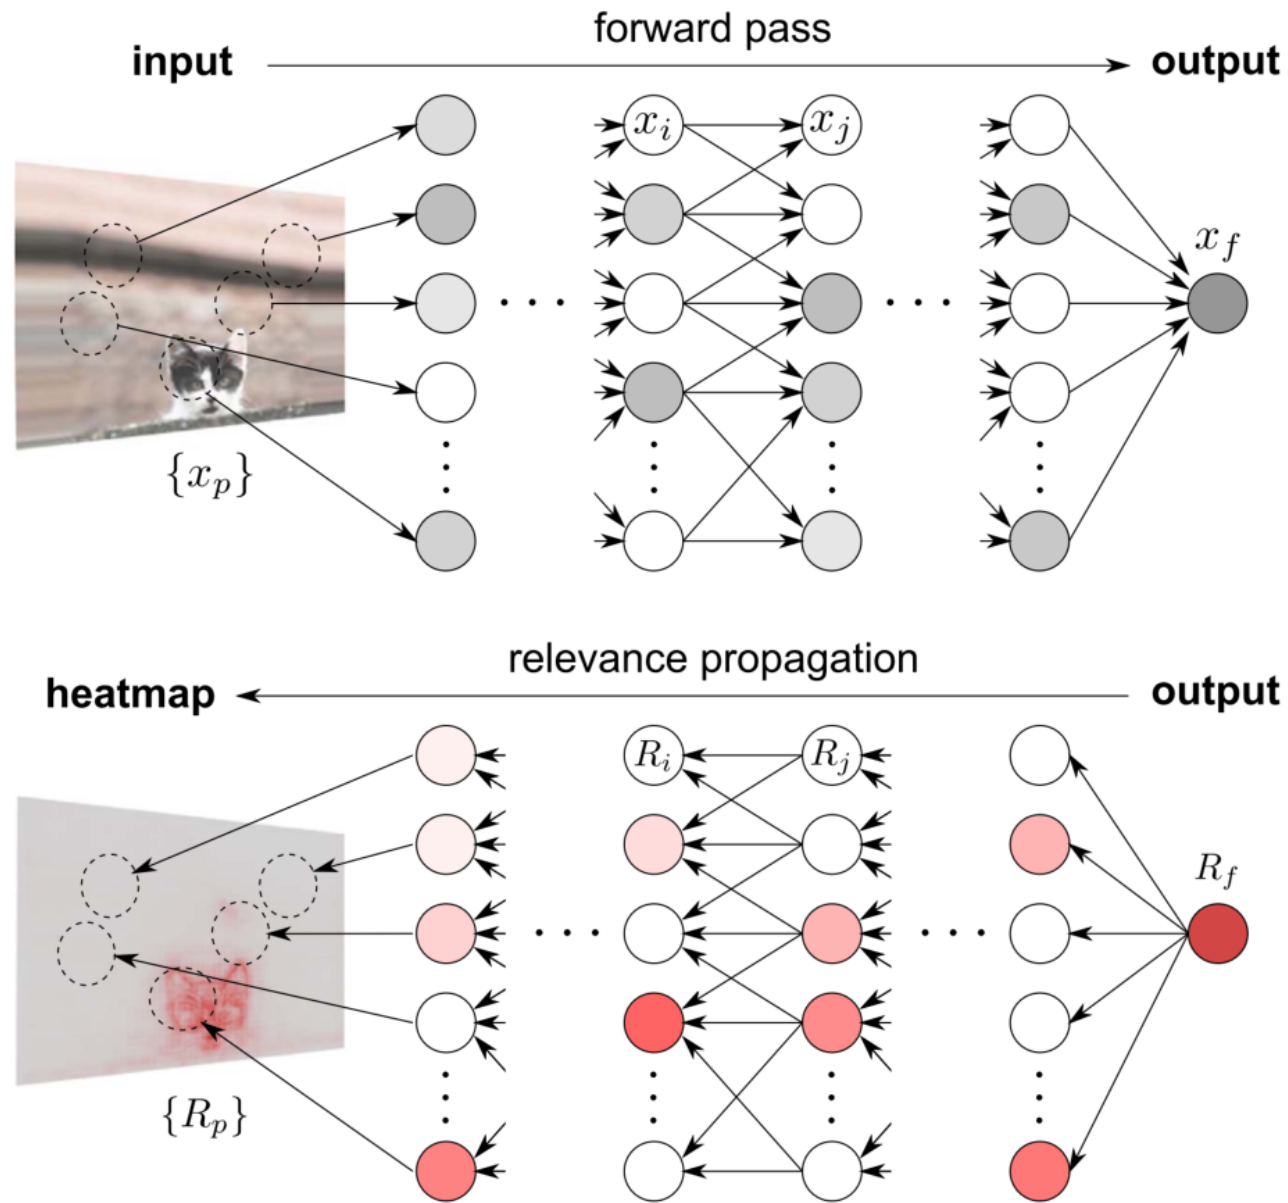 forward pass
input output
x_i x_j
x_f
{x_p}
relevance propagation
heatmap output
R_i R_j
R_f
{R_p}